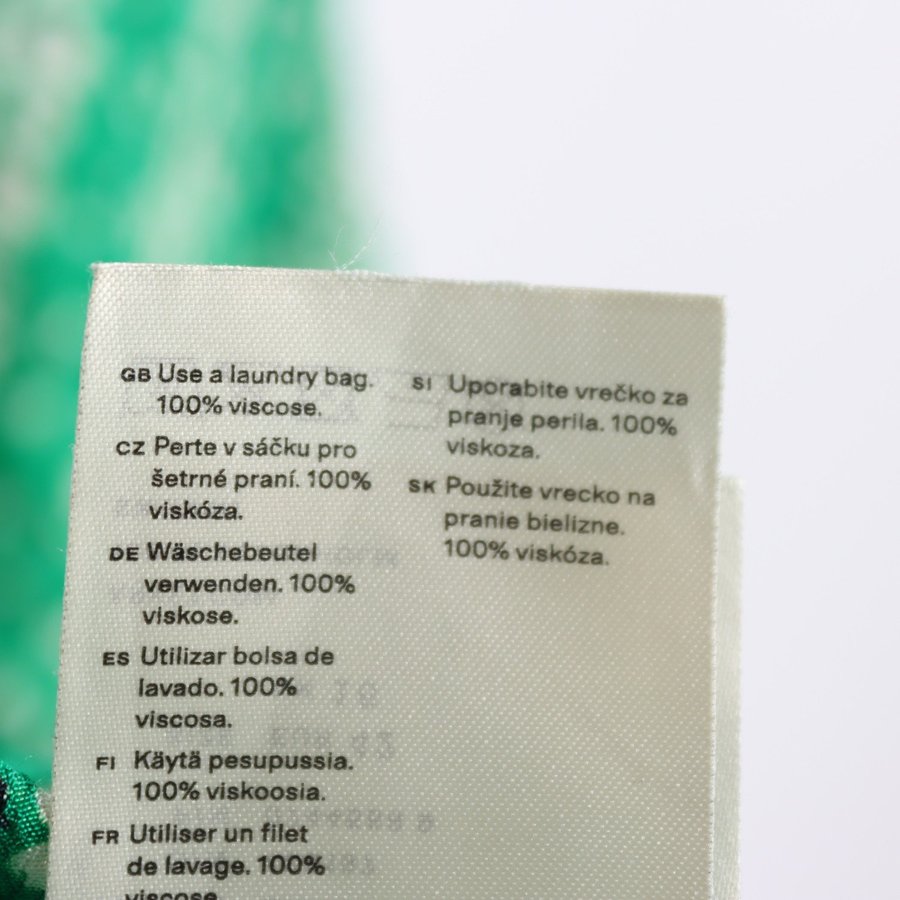 GB Use a laundry bag.
100% viscose.
CZ Perte v sáčku pro
šetrné praní. 100%
viskóza.
DE Wäschebeutel
verwenden. 100%
viskose.
ES Utilizar bolsa de
lavado. 100%
viscosa.
FI Käytä pesupussia.
100% viskoosia.
FR Utiliser un filet
de lavage. 100%
viscose.
SI Uporabite vrečko za
pranje perila. 100%
viskoza.
SK Použite vrecko na
pranie bielizne.
100% viskóza.